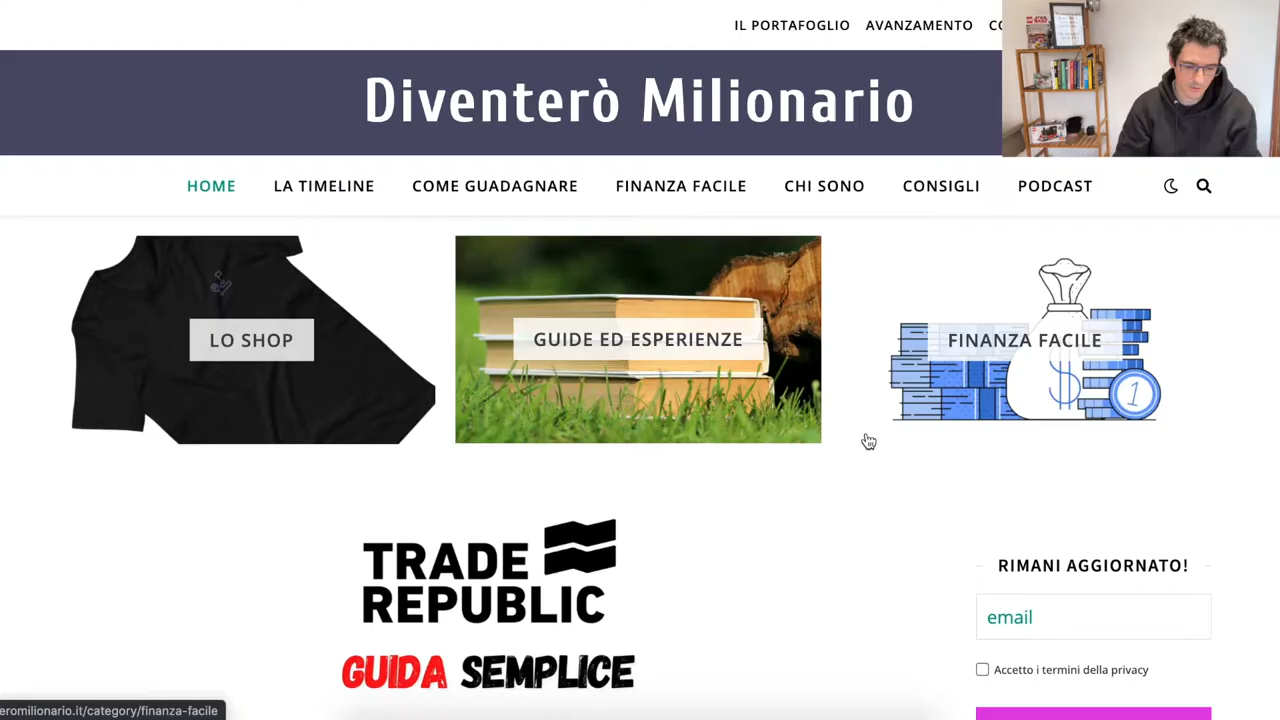 IL PORTAFOGLIO AVANZAMENTO CO
Diventerò Milionario
HOME LA TIMELINE COME GUADAGNARE FINANZA FACILE CHI SONO CONSIGLI PODCAST
LO SHOP
GUIDE ED ESPERIENZE
FINANZA FACILE
1
TRADE
REPUBLIC
GUIDA SEMPLICE
RIMANI AGGIORNATO!
email
Accetto i termini della privacy
eromilionario.it/category/finanza-facile